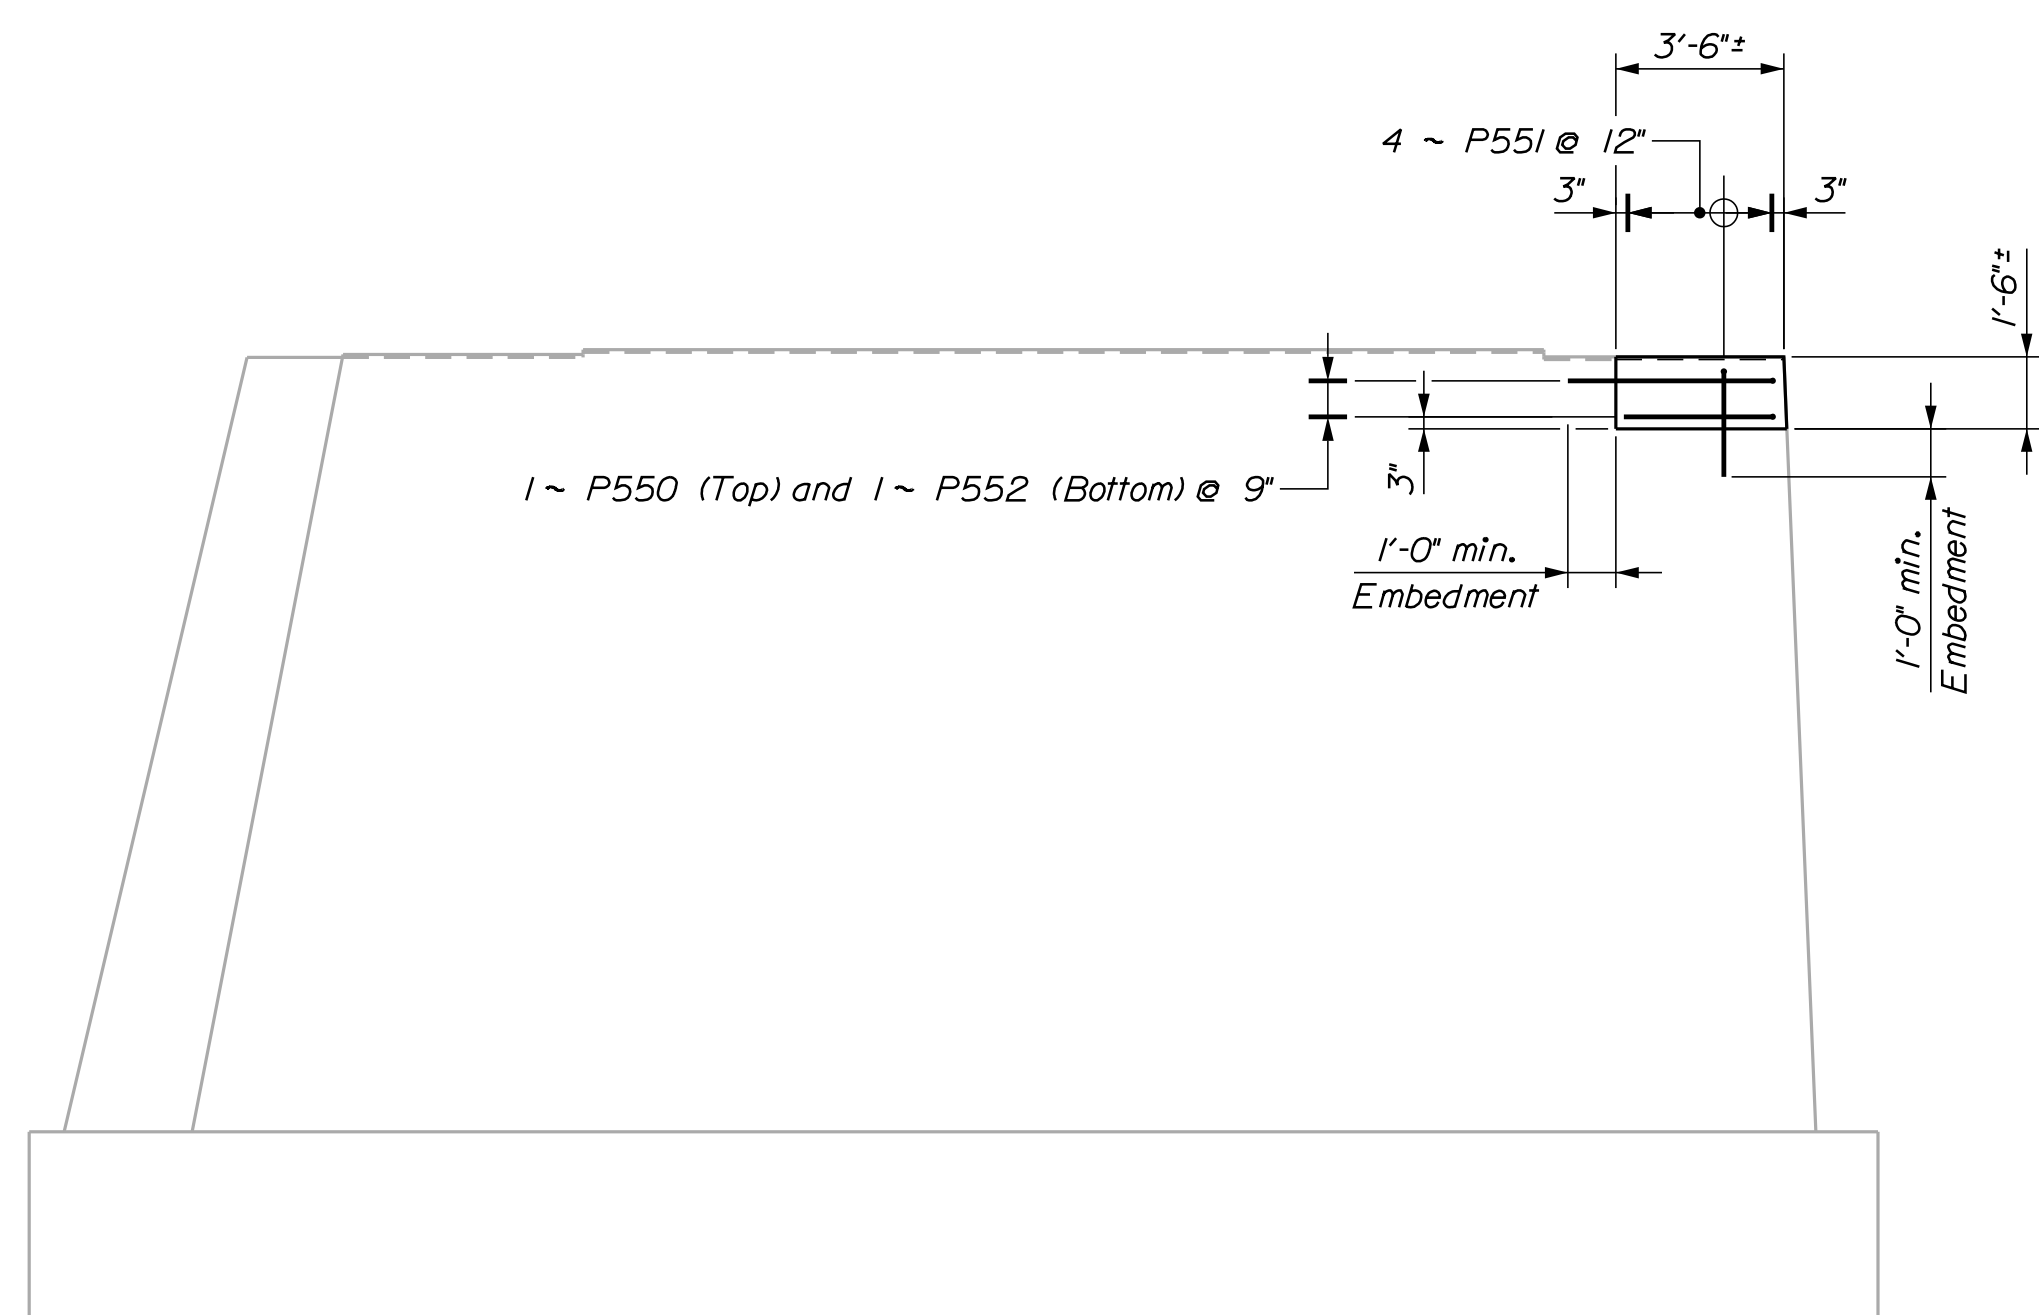 3'-6"±
4 ~ P551 @ 12"
3"
3"
1'-6"±
1 ~ P550 (Top) and 1 ~ P552 (Bottom) @ 9"
3"
1'-0" min.
Embedment
1'-0" min.
Embedment